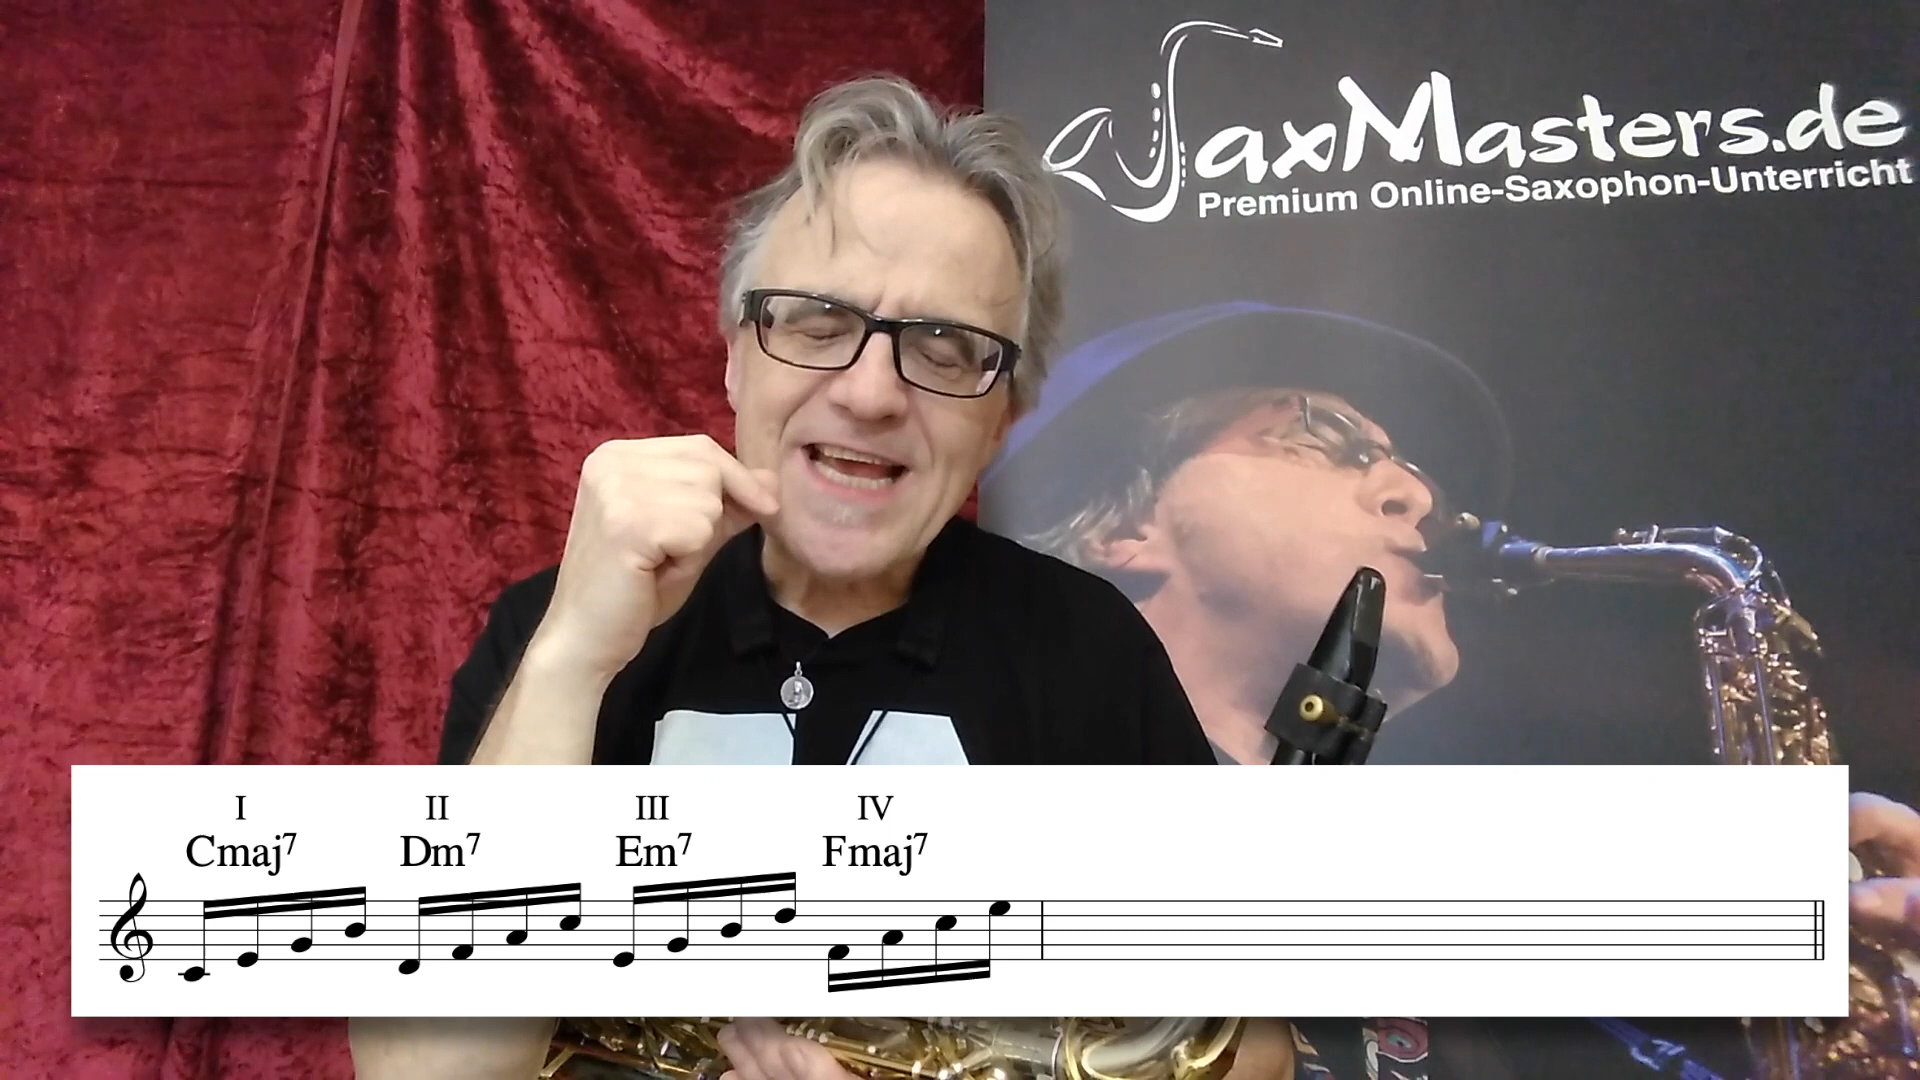 SaxMasters.de
Premium Online-Saxophon-Unterricht
I II III IV
Cmaj7 Dm7 Em7 Fmaj7